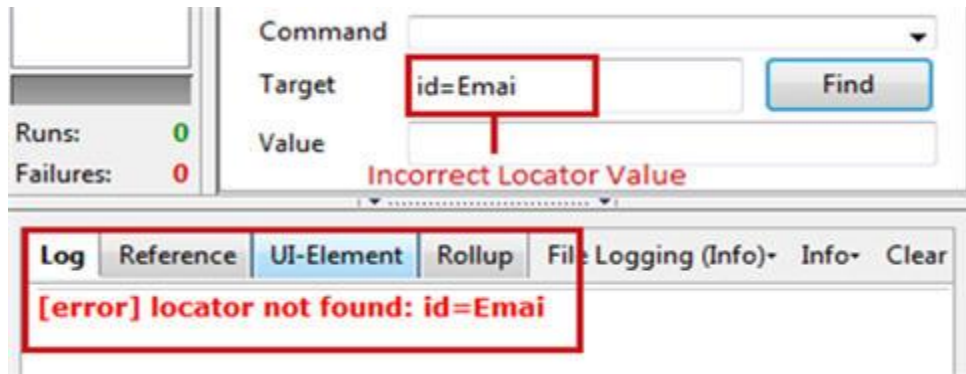 Command
Target id=Emai Find
Runs: 0
Value
Failures: 0
Incorrect Locator Value
Log Reference UI-Element Rollup File Logging (Info) Info Clear
[error] locator not found: id=Emai